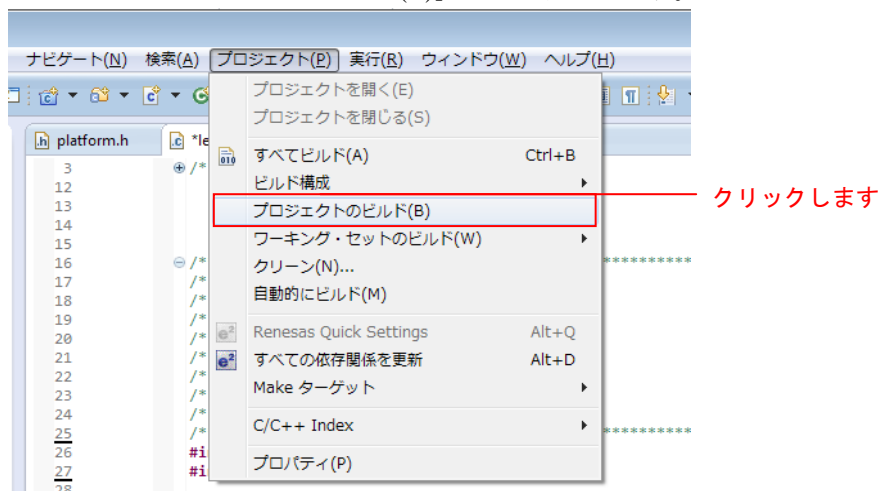 ナビゲート(N) 検索(A) プロジェクト(P) 実行(R) ウィンドウ(W) ヘルプ(H)
プロジェクトを開く(E)
プロジェクトを閉じる(S)
platform.h *le
すべてビルド(A) Ctrl+B
ビルド構成
プロジェクトのビルド(B)
クリックします
ワーキング・セットのビルド(W)
クリーン(N)...
自動的にビルド(M)
Renesas Quick Settings Alt+Q
すべての依存関係を更新 Alt+D
Make ターゲット
C/C++ Index
プロパティ(P)
3 /*
12
13
14
15
16 /* **********
17 /*
18 /*
19 /*
20 /*
21 /*
22 /*
23 /*
24 /*
25 /* **********
26 #i
27 #i
28